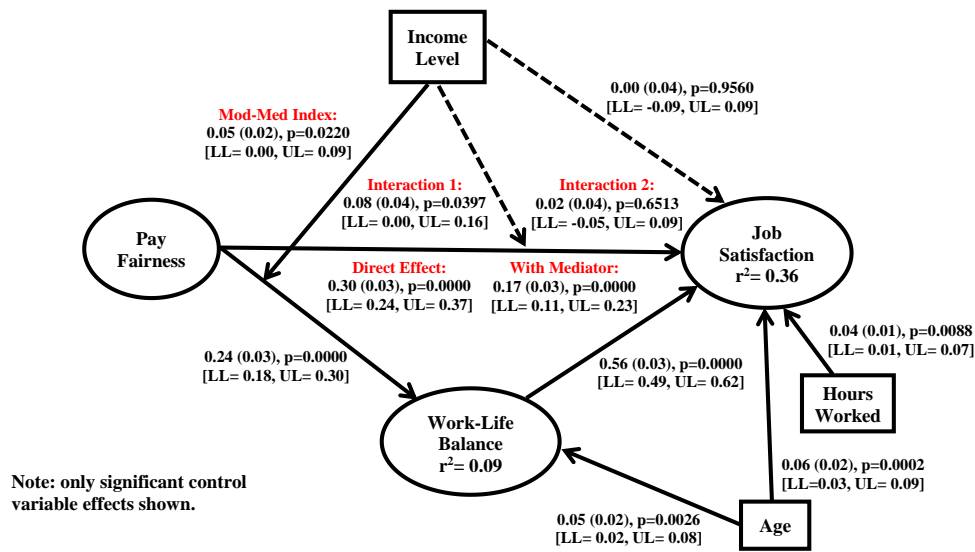 Income
Level
0.00 (0.04), p=0.9560
[LL= -0.09, UL= 0.09]
Mod-Med Index:
0.05 (0.02), p=0.0220
[LL= 0.00, UL= 0.09]
Interaction 1:
0.08 (0.04), p=0.0397
[LL= 0.00, UL= 0.16]
Interaction 2:
0.02 (0.04), p=0.6513
[LL= -0.05, UL= 0.09]
Pay
Fairness
Job
Satisfaction
r²= 0.36
Direct Effect:
0.30 (0.03), p=0.0000
[LL= 0.24, UL= 0.37]
With Mediator:
0.17 (0.03), p=0.0000
[LL= 0.11, UL= 0.23]
0.24 (0.03), p=0.0000
[LL= 0.18, UL= 0.30]
0.56 (0.03), p=0.0000
[LL= 0.49, UL= 0.62]
0.04 (0.01), p=0.0088
[LL= 0.01, UL= 0.07]
Hours
Worked
Work-Life
Balance
r²= 0.09
Note: only significant control
variable effects shown.
0.06 (0.02), p=0.0002
[LL=0.03, UL= 0.09]
0.05 (0.02), p=0.0026
[LL= 0.02, UL= 0.08]
Age